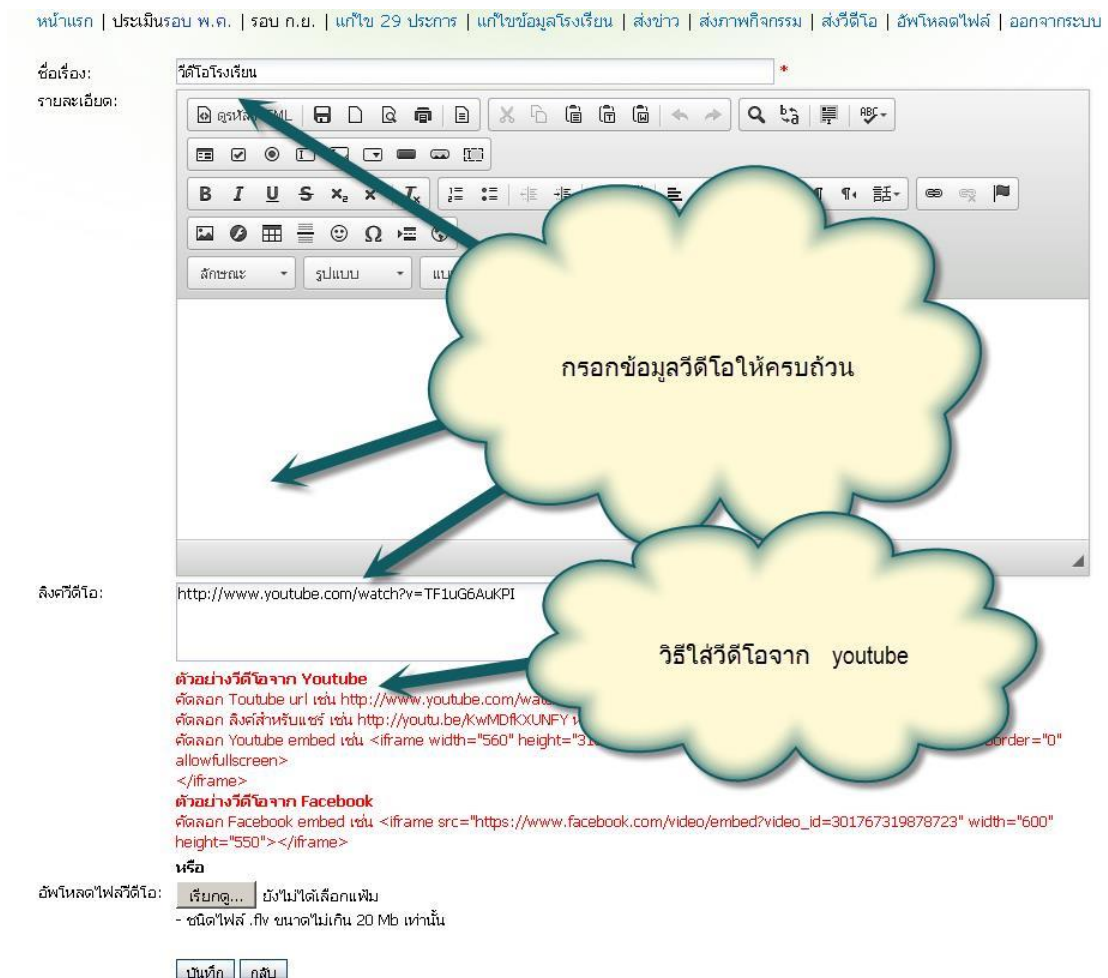 หน้าแรก | ประเมินรอบ พ.ค. | รอบ ก.ย. | แก้ไข 29 ประการ | แก้ไขข้อมูลโรงเรียน | ส่งข่าว | ส่งภาพกิจกรรม | ส่งวีดีโอ | อัพโหลดไฟล์ | ออกจากระบบ
ชื่อเรื่อง: วีดีโอโรงเรียน *
รายละเอียด:
ดูรหัส
ลักษณะ รูปแบบ
กรอกข้อมูลวีดีโอให้ครบถ้วน
ลิงค์วีดีโอ: http://www.youtube.com/watch?v=TF1uG6AuKPI
วิธีใส่วีดีโอจาก youtube
ตัวอย่างวีดีโอจาก Youtube
คัดลอก Toutube url เช่น http://www.youtube.com/
คัดลอก ลิงค์สำหรับแชร์ เช่น http://youtu.be/KwMDfkXUNFY
คัดลอก Youtube embed เช่น <iframe width="560" height="31 ="0"
allowfullscreen>
</iframe>
ตัวอย่างวีดีโอจาก Facebook
คัดลอก Facebook embed เช่น <iframe src="https://www.facebook.com/video/embed?video_id=301767319878723" width="600"
height="550"></iframe>
หรือ
อัพโหลดไฟล์วีดีโอ: เรียกดู... ยังไม่ได้เลือกแฟ้ม
- ชนิดไฟล์ .flv ขนาดไม่เกิน 20 Mb เท่านั้น
บันทึก กลับ